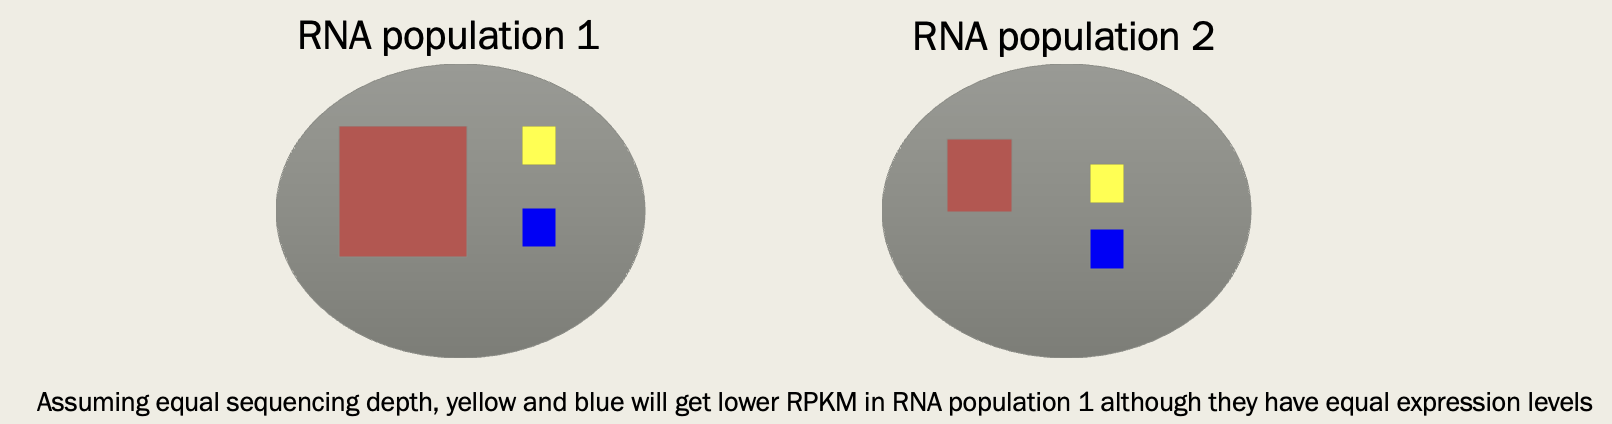 RNA population 1
RNA population 2
Assuming equal sequencing depth, yellow and blue will get lower RPKM in RNA population 1 although they have equal expression levels